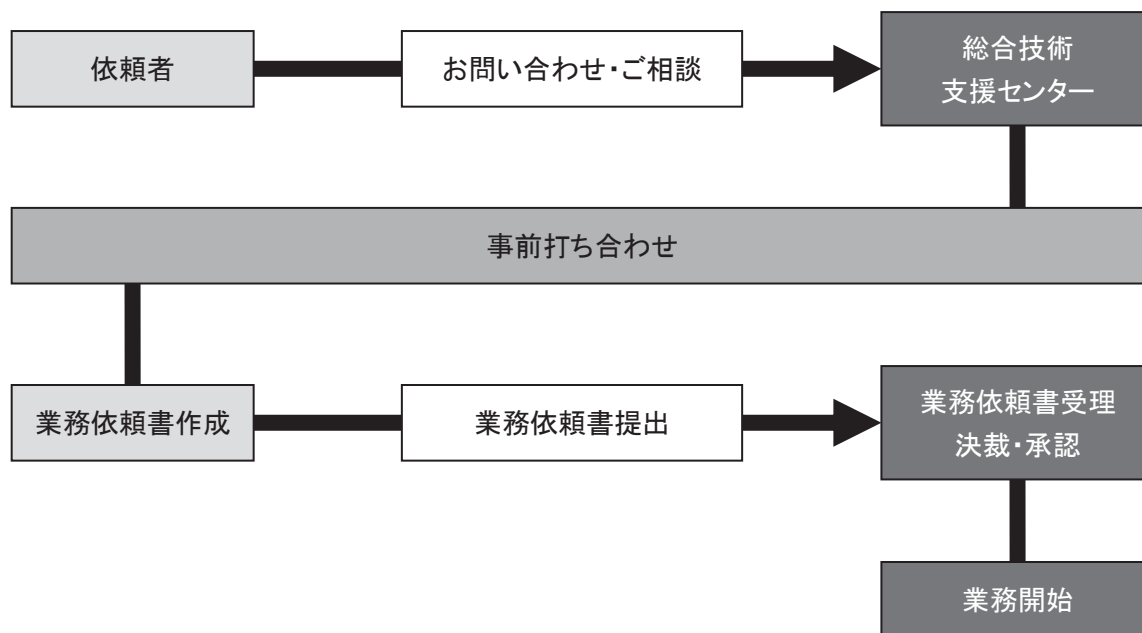 依頼者
お問い合わせ・ご相談
総合技術
支援センター
事前打ち合わせ
業務依頼書作成
業務依頼書提出
業務依頼書受理
決裁・承認
業務開始